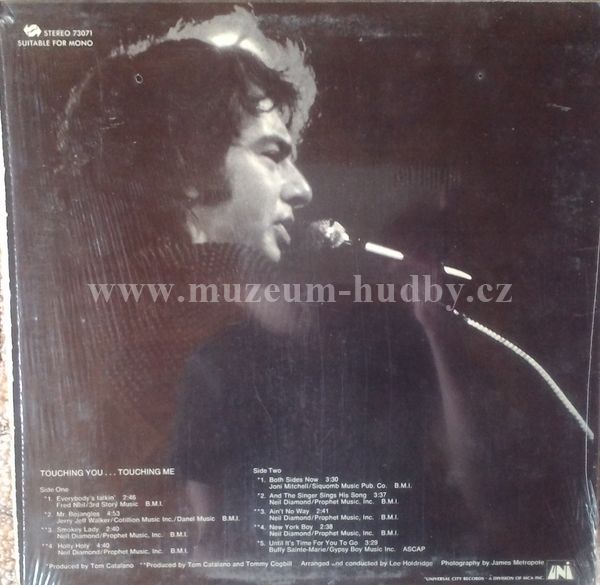 STEREO 73071
SUITABLE FOR MONO
www.muzeum-hudby.cz
TOUCHING YOU . . . TOUCHING ME
Side One
*1. Everybody's talkin' 2:46
Fred Neil/3rd Story Music B.M.I.
*2. Mr. Bojangles 4:53
Jerry Jeff Walker/Cotillion Music Inc./Danel Music B.M.I.
**3. Smokey Lady 2:40
Neil Diamond/Prophet Music, Inc. B.M.I.
**4. Holly Holy 4:40
Neil Diamond/Prophet Music, Inc. B.M.I.
Side Two
*1. Both Sides Now 3:30
Joni Mitchell/Siquomb Music Pub. Co. B.M.I.
*2. And The Singer Sings His Song 3:37
Neil Diamond/Prophet Music, Inc. B.M.I.
**3. Ain't No Way 2:41
Neil Diamond/Prophet Music, Inc. B.M.I.
*4. New York Boy 2:38
Neil Diamond/Prophet Music, Inc. B.M.I.
*5. Until It's Time For You To Go 3:29
Buffy Sainte-Marie/Gypsy Boy Music Inc. ASCAP
*Produced by Tom Catalano **Produced by Tom Catalano and Tommy Cogbill Arranged and conducted by Lee Holdridge Photography by James Metropole
UNIVERSAL CITY RECORDS - A DIVISION OF MCA INC.
UNI